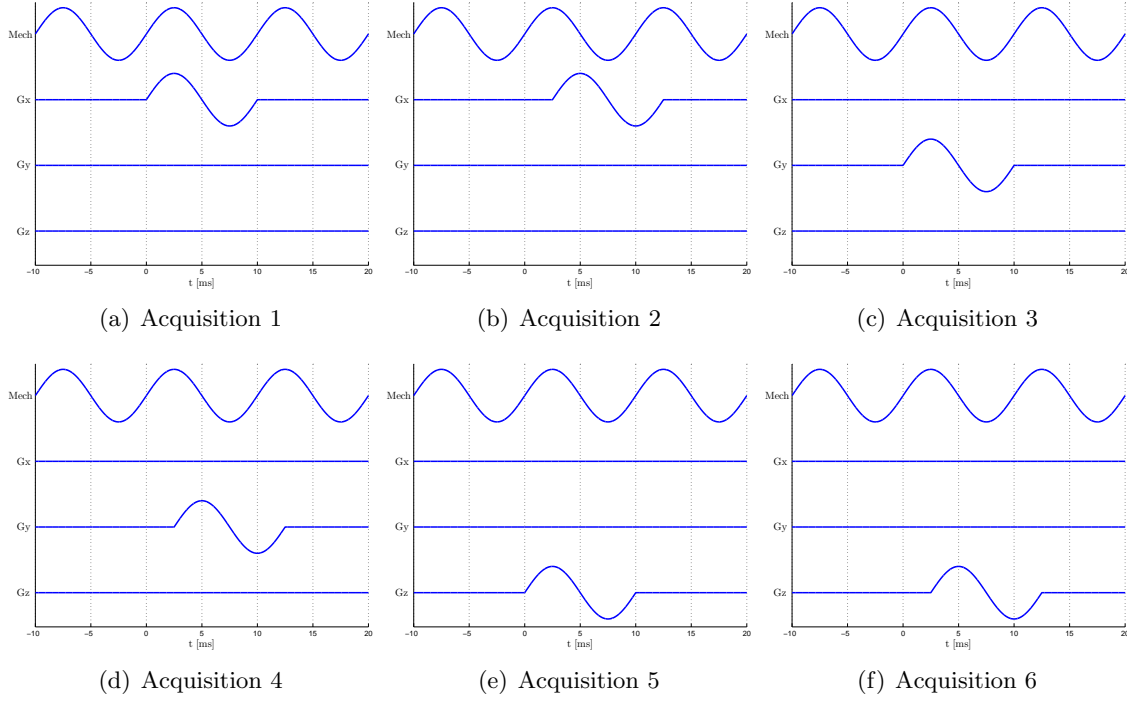 Mech
Gx
Gy
Gz
−10 −5 0 5 10 15 20
t [ms]
(a) Acquisition 1
Mech
Gx
Gy
Gz
−10 −5 0 5 10 15 20
t [ms]
(b) Acquisition 2
Mech
Gx
Gy
Gz
−10 −5 0 5 10 15 20
t [ms]
(c) Acquisition 3
Mech
Gx
Gy
Gz
−10 −5 0 5 10 15 20
t [ms]
(d) Acquisition 4
Mech
Gx
Gy
Gz
−10 −5 0 5 10 15 20
t [ms]
(e) Acquisition 5
Mech
Gx
Gy
Gz
−10 −5 0 5 10 15 20
t [ms]
(f) Acquisition 6